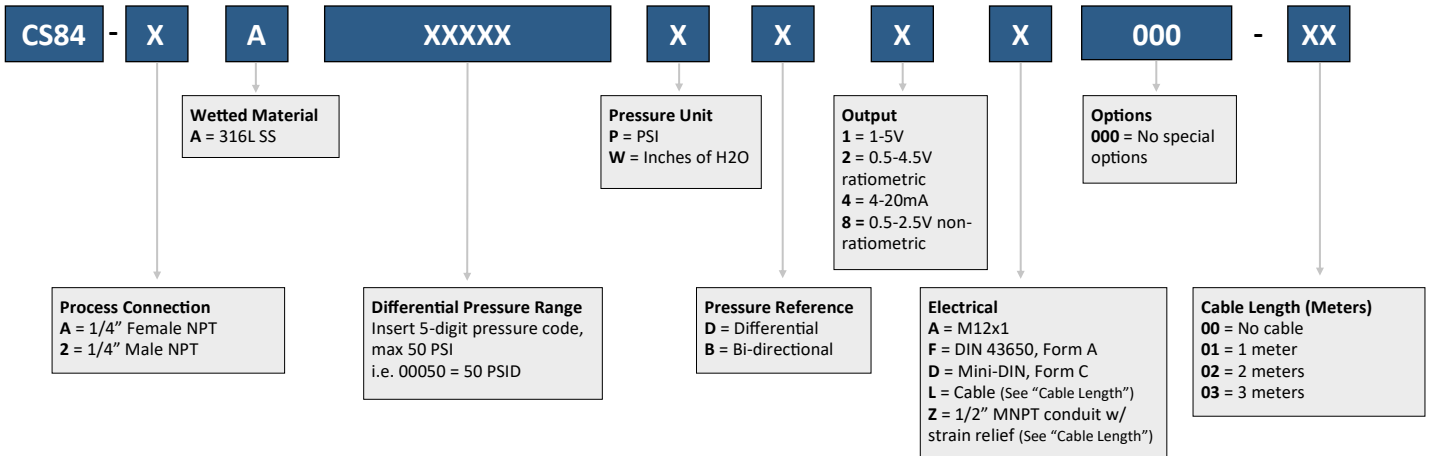 CS84 - X A XXXXX X X X X 000 - XX
Wetted Material
A = 316L SS
Pressure Unit
P = PSI
W = Inches of H2O
Output
1 = 1-5V
2 = 0.5-4.5V
ratiometric
4 = 4-20mA
8 = 0.5-2.5V non-
ratiometric
Options
000 = No special
options
Process Connection
A = 1/4” Female NPT
2 = 1/4” Male NPT
Differential Pressure Range
Insert 5-digit pressure code,
max 50 PSI
i.e. 00050 = 50 PSID
Pressure Reference
D = Differential
B = Bi-directional
Electrical
A = M12x1
F = DIN 43650, Form A
D = Mini-DIN, Form C
L = Cable (See “Cable Length”)
Z = 1/2” MNPT conduit w/
strain relief (See “Cable Length”)
Cable Length (Meters)
00 = No cable
01 = 1 meter
02 = 2 meters
03 = 3 meters